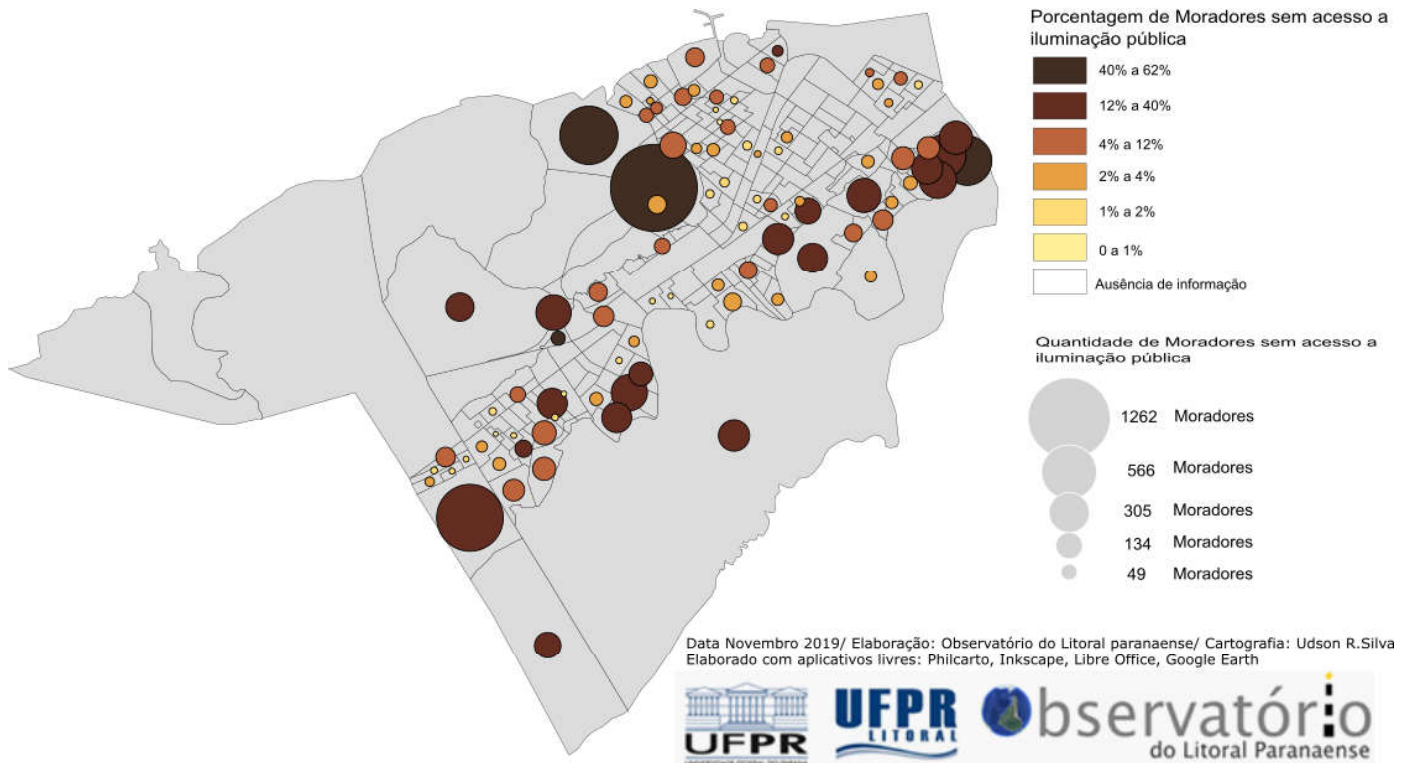 Porcentagem de Moradores sem acesso a
iluminação pública
40% a 62%
12% a 40%
4% a 12%
2% a 4%
1% a 2%
0 a 1%
Ausência de informação
Quantidade de Moradores sem acesso a
iluminação pública
1262 Moradores
566 Moradores
305 Moradores
134 Moradores
49 Moradores
Data Novembro 2019/ Elaboração: Observatório do Litoral paranaense/ Cartografia: Udson R.Silva
Elaborado com aplicativos livres: Philcarto, Inkscape, Libre Office, Google Earth
UFPR
UFPR
LITORAL
Observatório
do Litoral Paranaense